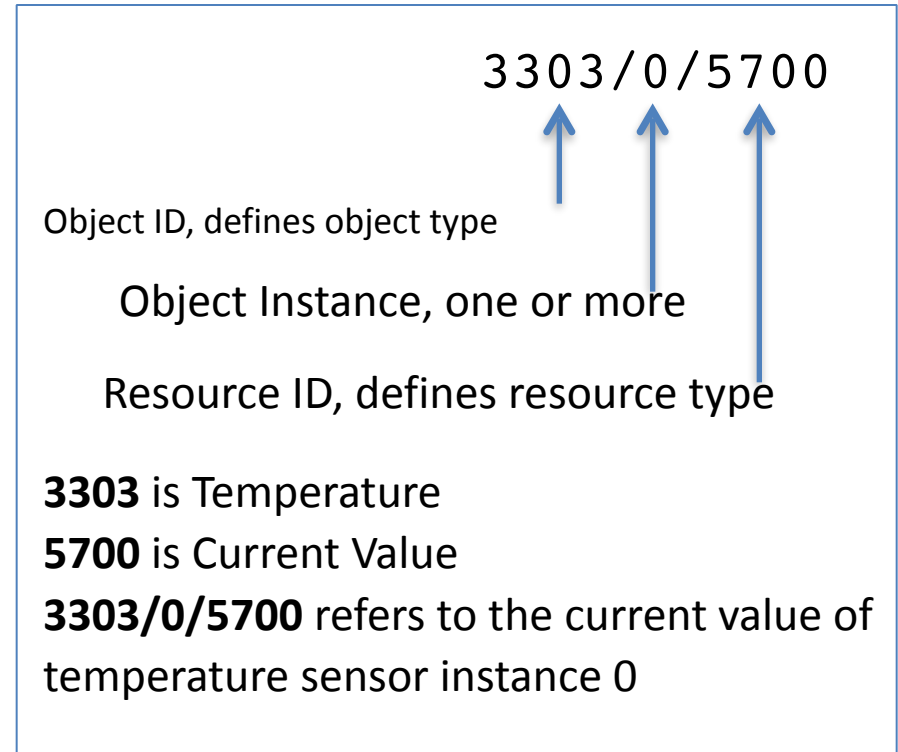 3303/0/5700
Object ID, defines object type
Object Instance, one or more
Resource ID, defines resource type
3303 is Temperature
5700 is Current Value
3303/0/5700 refers to the current value of
temperature sensor instance 0